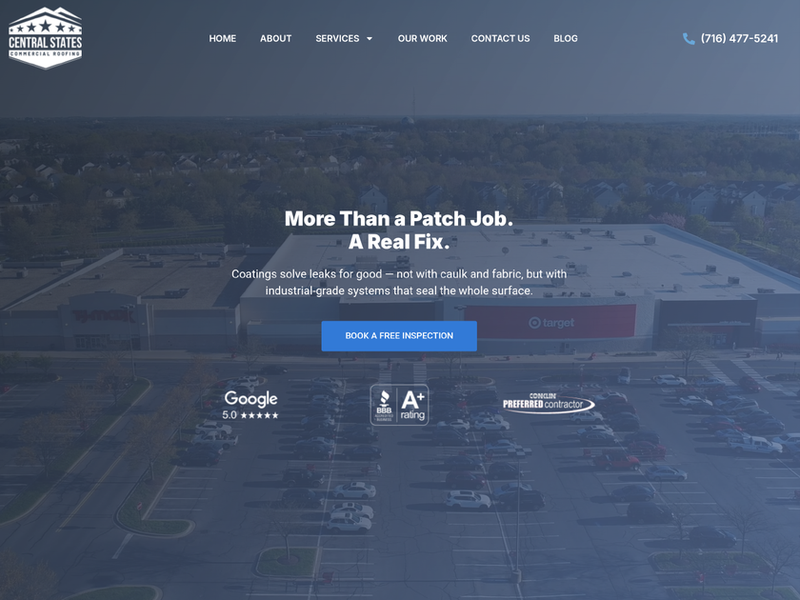 CENTRAL STATES
COMMERCIAL ROOFING
HOME
ABOUT
SERVICES
OUR WORK
CONTACT US
BLOG
(716) 477-5241
More Than a Patch Job.
A Real Fix.
Coatings solve leaks for good — not with caulk and fabric, but with
industrial-grade systems that seal the whole surface.
target
BOOK A FREE INSPECTION
Google
5.0
BBB
ACCREDITED
BUSINESS
A+
rating
CONKLIN
PREFERRED contractor